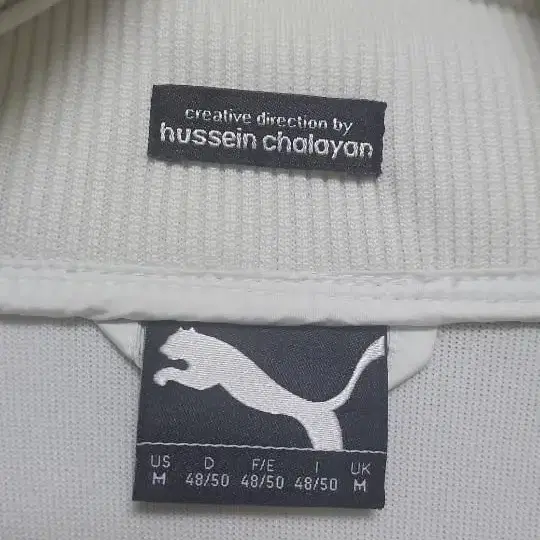 creative direction by
hussein chalayan
US D F/E I UK
M 48/50 48/50 48/50 M